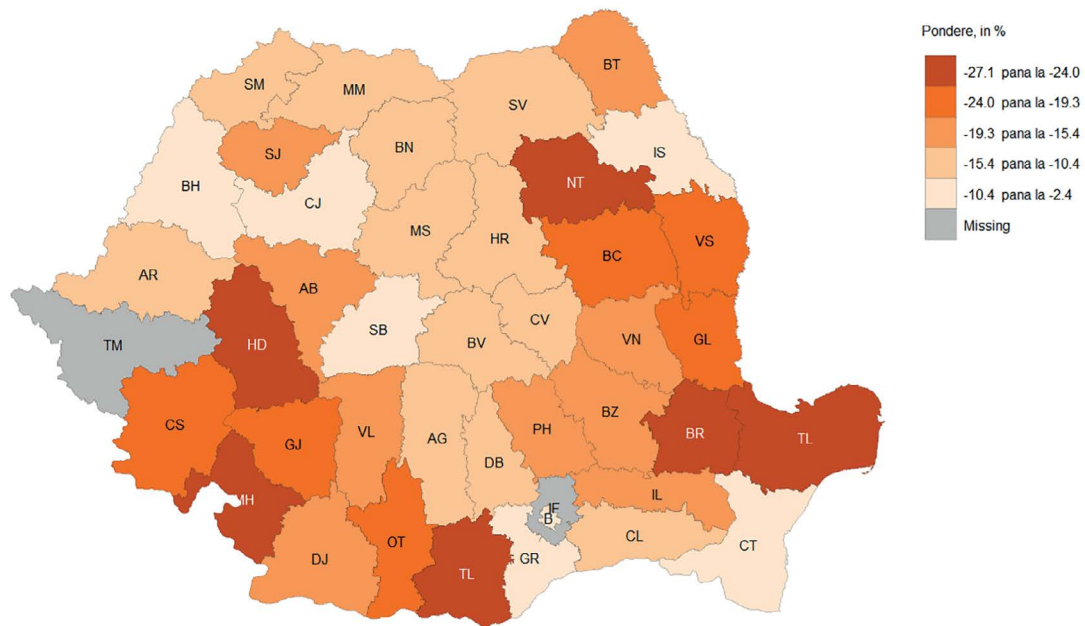 Pondere, in %
-27.1 pana la -24.0
-24.0 pana la -19.3
-19.3 pana la -15.4
-15.4 pana la -10.4
-10.4 pana la -2.4
Missing
BT
SM
MM
SV
SJ
BN
IS
BH
CJ
NT
MS
HR
BC
VS
AR
AB
SB
CV
TM
HD
BV
VN
GL
CS
GJ
VL
AG
DB
PH
BZ
BR
TL
MH
IL
IF
B
DJ
OT
TL
GR
CL
CT